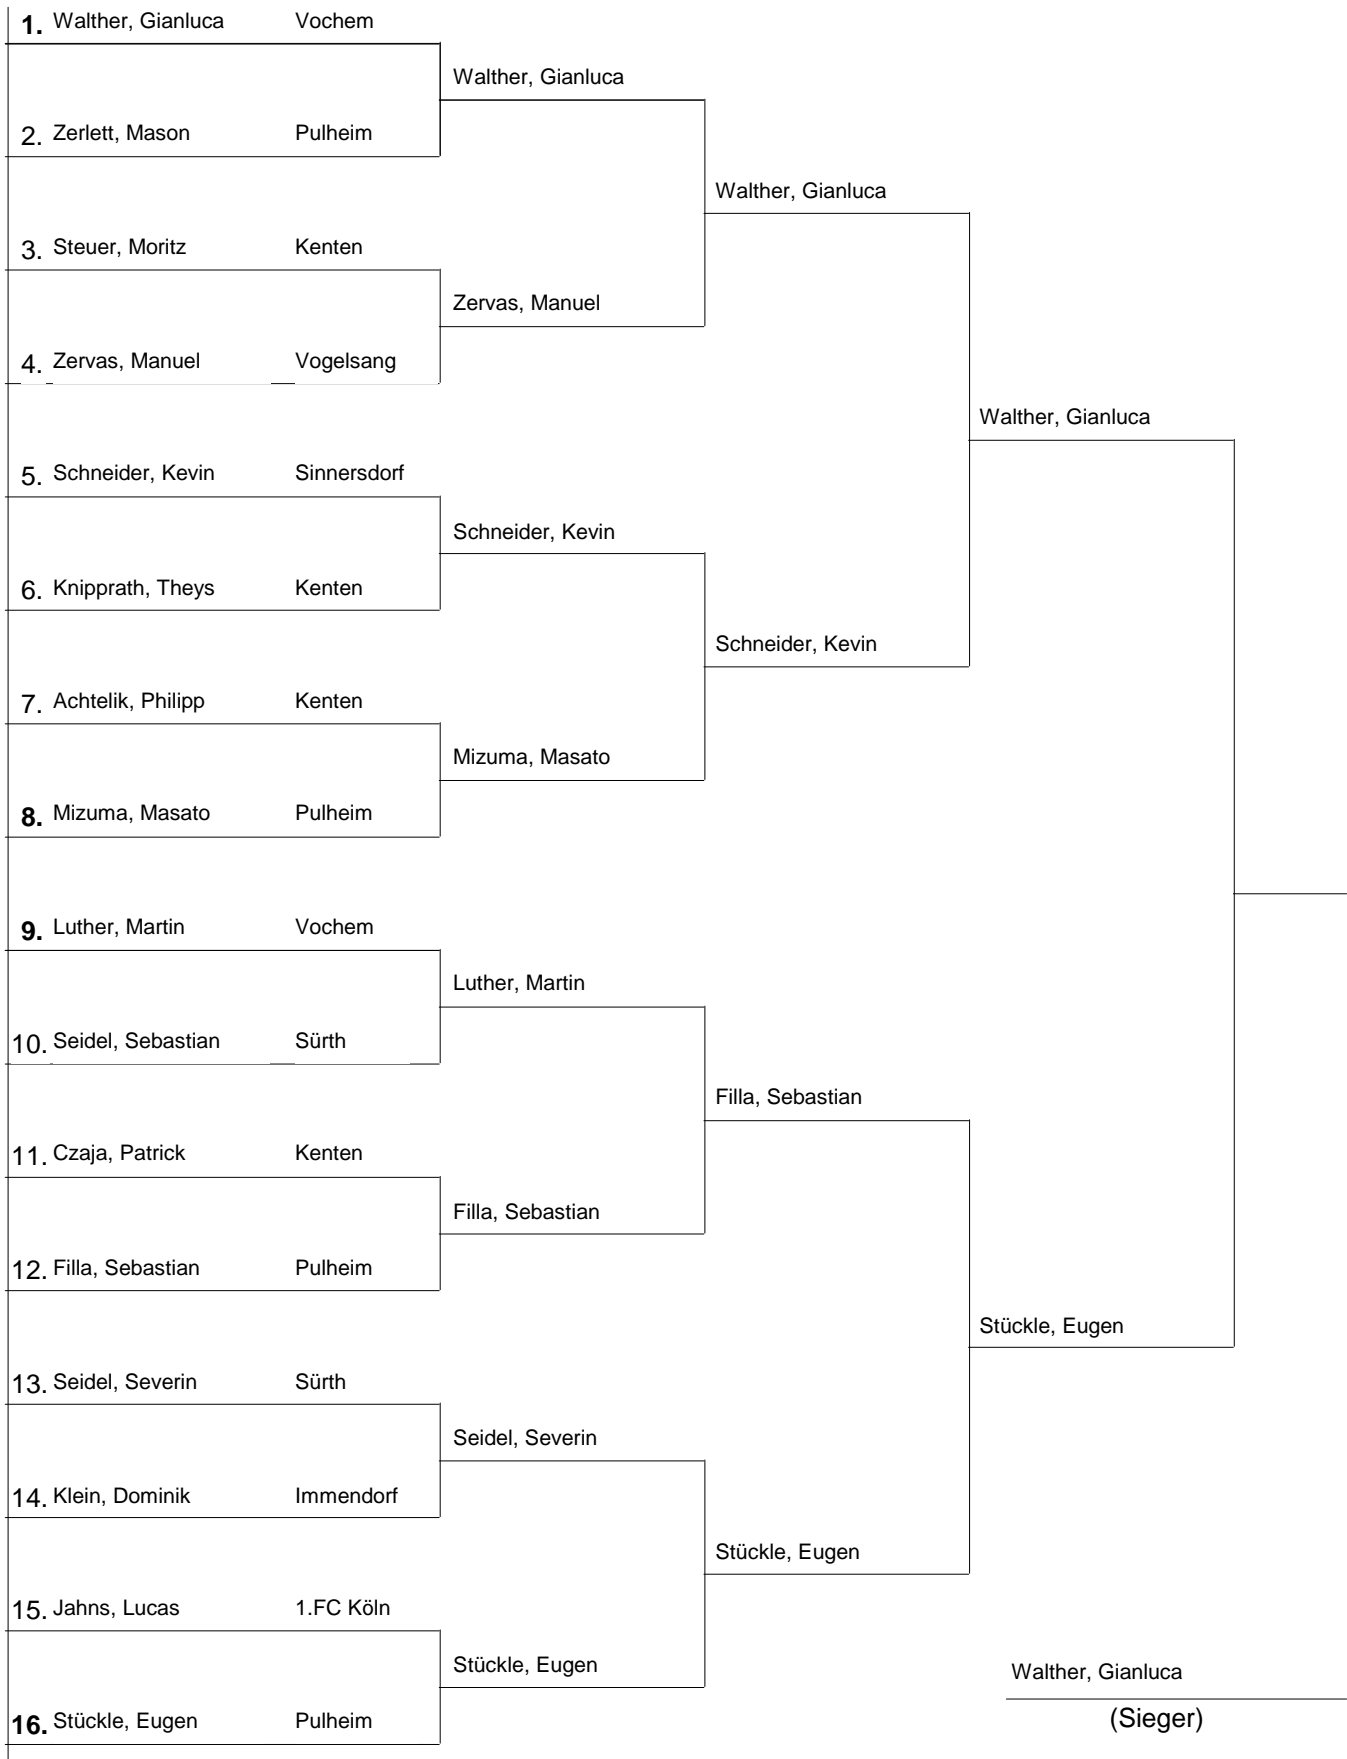 1. Walther, Gianluca Vochem
Walther, Gianluca
2. Zerlett, Mason Pulheim
Walther, Gianluca
3. Steuer, Moritz Kenten
Zervas, Manuel
4. Zervas, Manuel Vogelsang
Walther, Gianluca
5. Schneider, Kevin Sinnersdorf
Schneider, Kevin
6. Knipprath, Theys Kenten
Schneider, Kevin
7. Achtelik, Philipp Kenten
Mizuma, Masato
8. Mizuma, Masato Pulheim
9. Luther, Martin Vochem
Luther, Martin
10. Seidel, Sebastian Sürth
Filla, Sebastian
11. Czaja, Patrick Kenten
Filla, Sebastian
12. Filla, Sebastian Pulheim
Stückle, Eugen
13. Seidel, Severin Sürth
Seidel, Severin
14. Klein, Dominik Immendorf
Stückle, Eugen
15. Jahns, Lucas 1.FC Köln
Stückle, Eugen
Walther, Gianluca
16. Stückle, Eugen Pulheim
(Sieger)